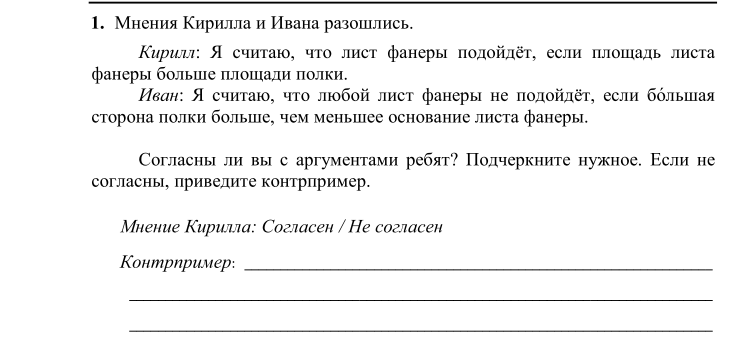 1. Мнения Кирилла и Ивана разошлись.
Кирилл: Я считаю, что лист фанеры подойдёт, если площадь листа
фанеры больше площади полки.
Иван: Я считаю, что любой лист фанеры не подойдёт, если бо́льшая
сторона полки больше, чем меньшее основание листа фанеры.
Согласны ли вы с аргументами ребят? Подчеркните нужное. Если не
согласны, приведите контрпример.
Мнение Кирилла: Согласен / Не согласен
Контрпример: